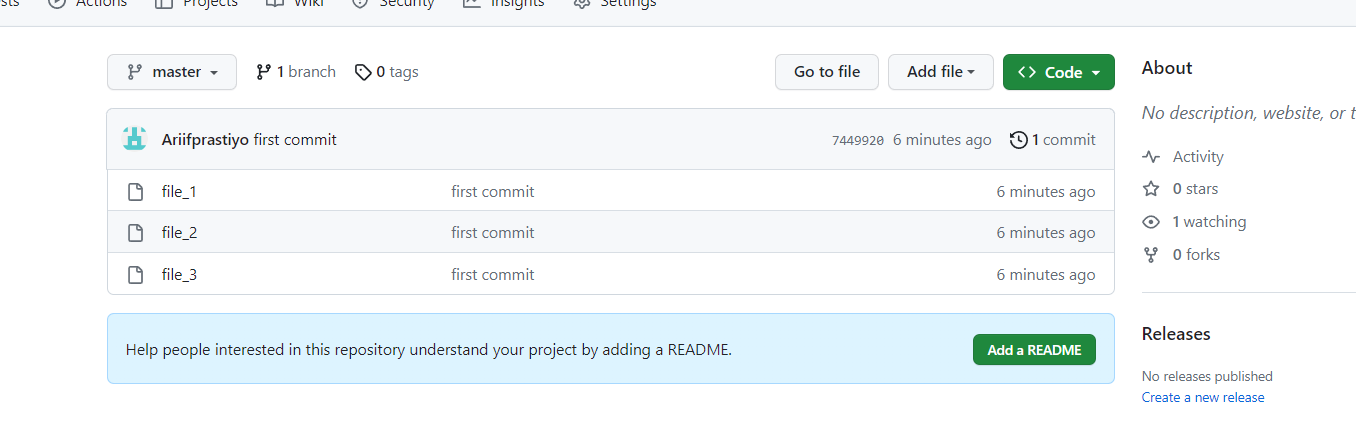 Actions Projects Wiki Security Insights Settings
master 1 branch 0 tags Go to file Add file Code
Ariifprastiyo first commit 7449920 6 minutes ago 1 commit
file_1 first commit 6 minutes ago
file_2 first commit 6 minutes ago
file_3 first commit 6 minutes ago
Help people interested in this repository understand your project by adding a README. Add a README
About
No description, website, or t
Activity
0 stars
1 watching
0 forks
Releases
No releases published
Create a new release